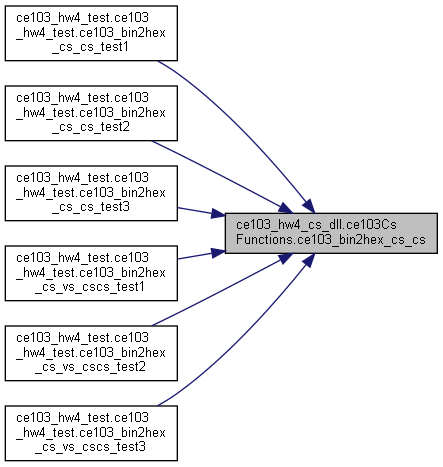 ce103_hw4_test.ce103
_hw4_test.ce103_bin2hex
_cs_cs_test1
ce103_hw4_test.ce103
_hw4_test.ce103_bin2hex
_cs_cs_test2
ce103_hw4_test.ce103
_hw4_test.ce103_bin2hex
_cs_cs_test3
ce103_hw4_cs_dll.ce103Cs
Functions.ce103_bin2hex_cs_cs
ce103_hw4_test.ce103
_hw4_test.ce103_bin2hex
_cs_vs_cscs_test1
ce103_hw4_test.ce103
_hw4_test.ce103_bin2hex
_cs_vs_cscs_test2
ce103_hw4_test.ce103
_hw4_test.ce103_bin2hex
_cs_vs_cscs_test3